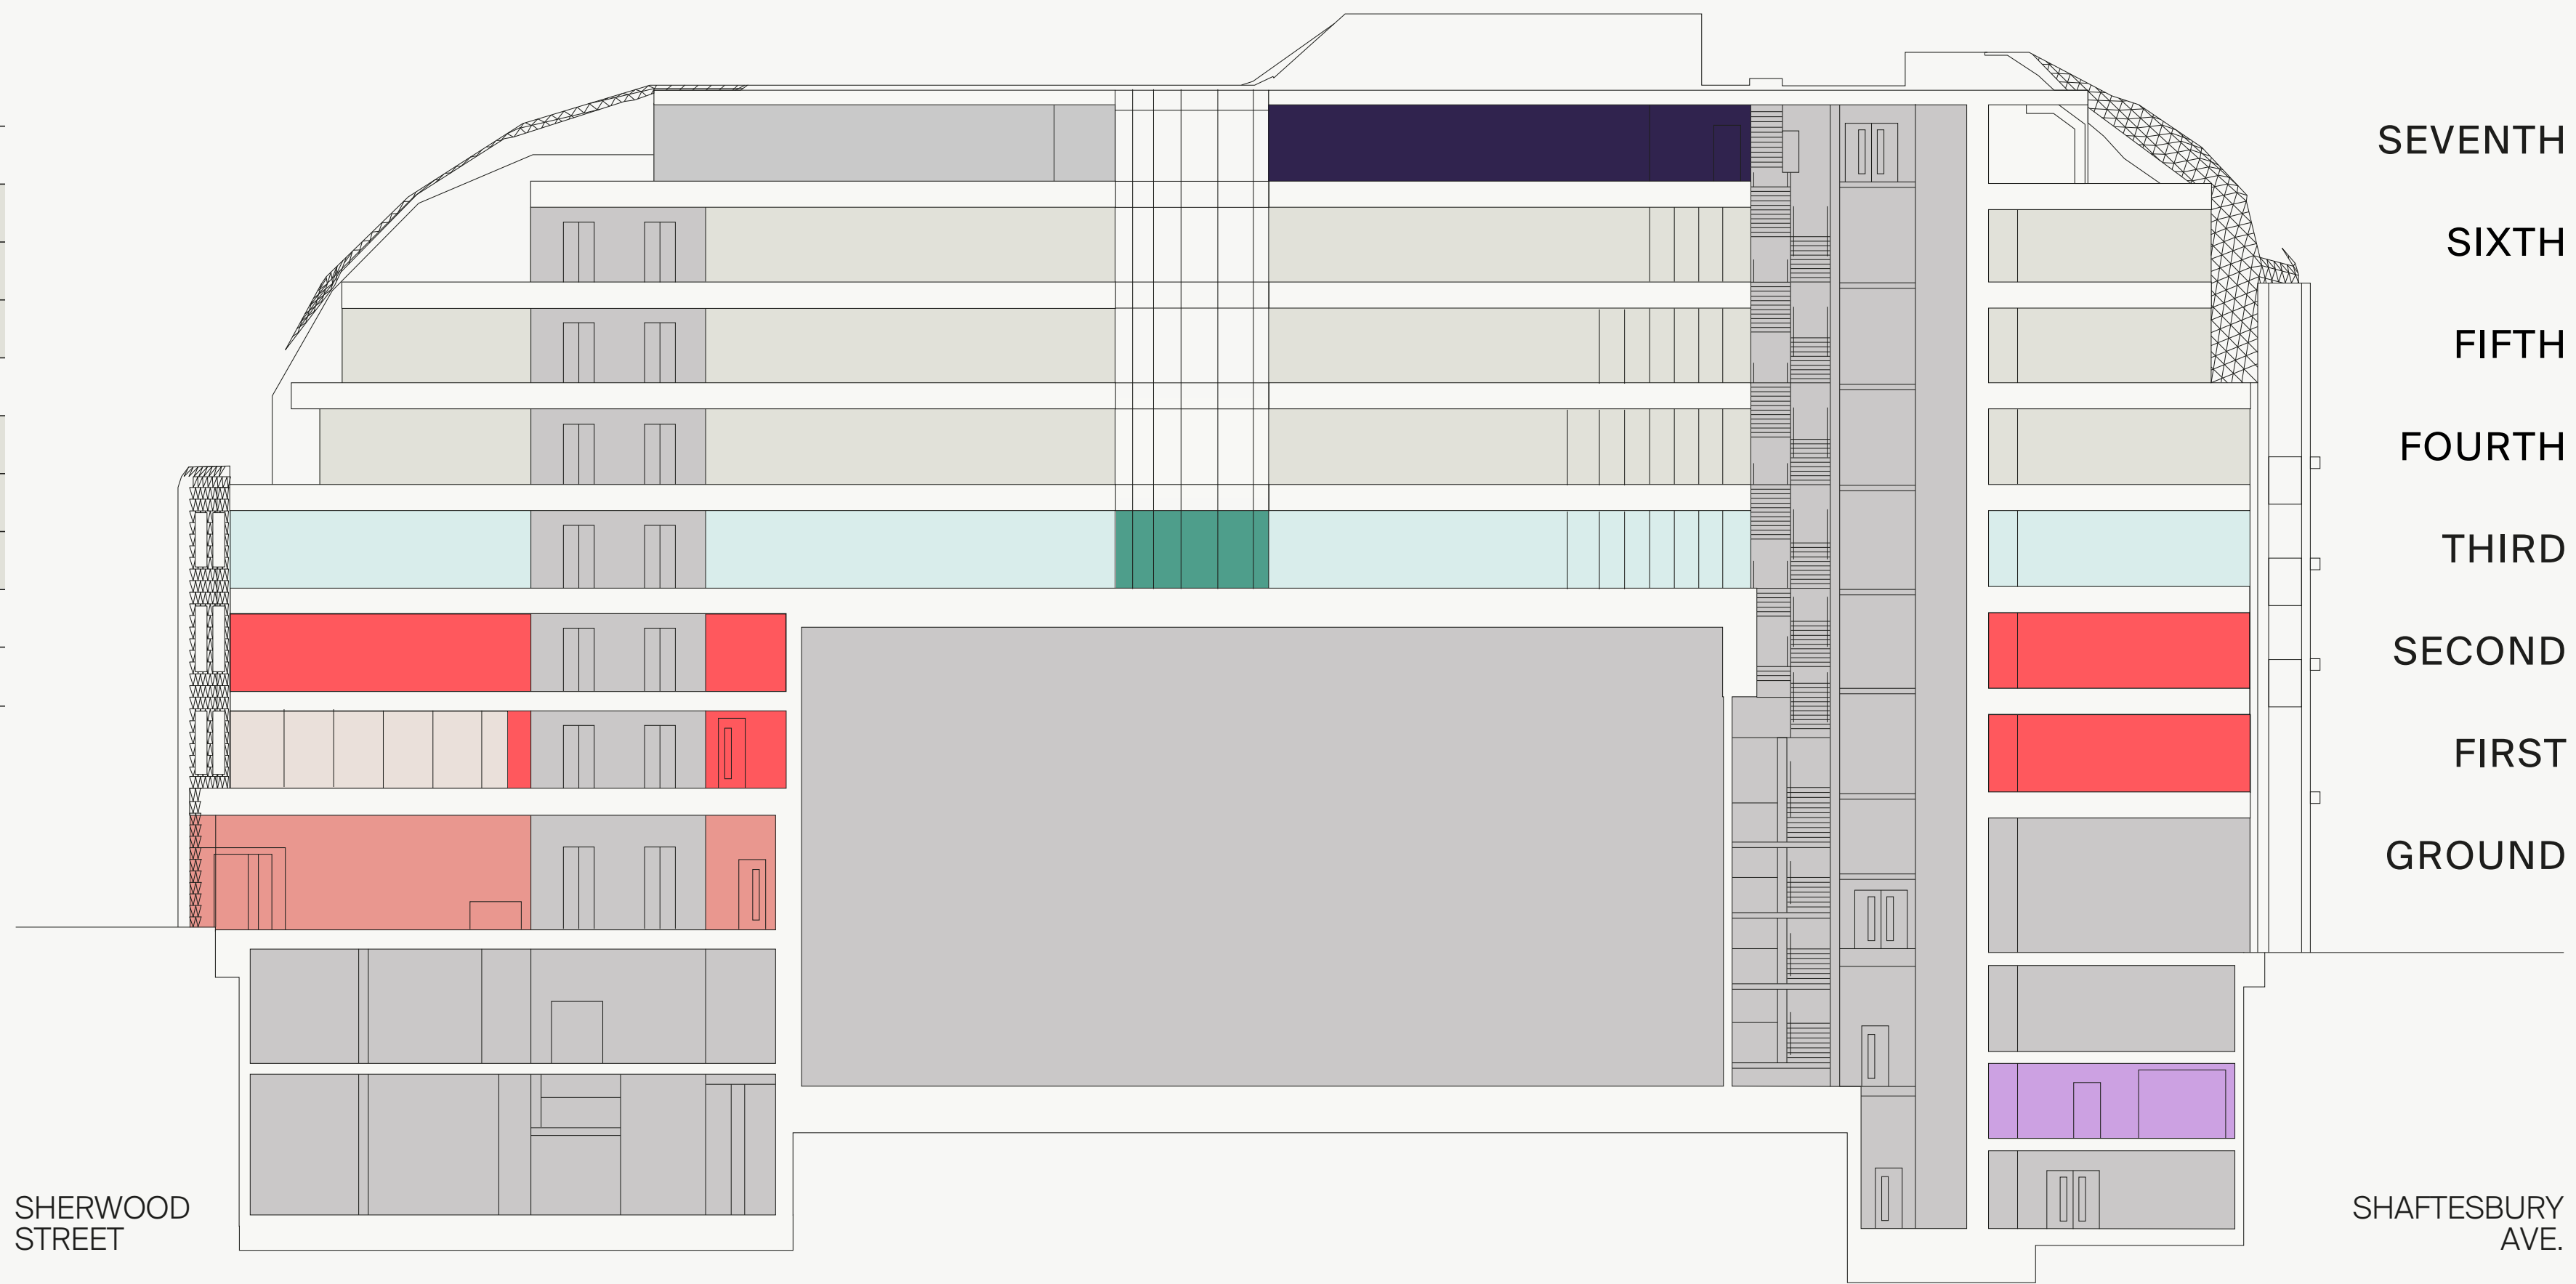 SEVENTH
SIXTH
FIFTH
FOURTH
THIRD
SECOND
FIRST
GROUND
SHERWOOD
STREET
SHAFTESBURY
AVE.